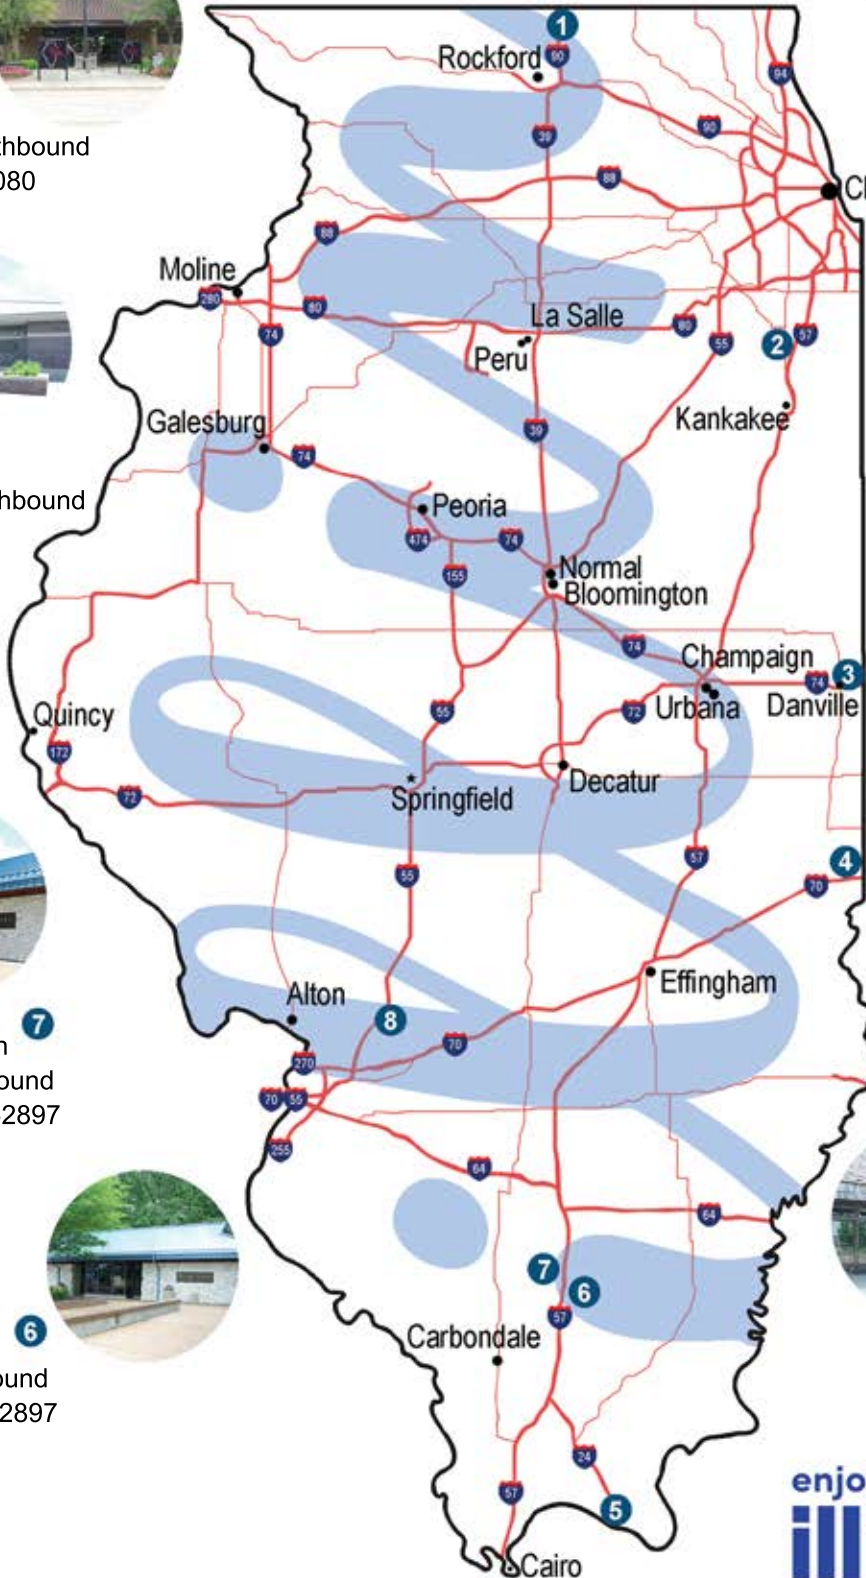 1
90
Rockford
94
39
90
thbound
080
88
C
88
Moline
280
80
74
La Salle
Peru
80
55
2
57
Kankakee
Galesburg
39
74
hbound
Peoria
474
74
155
Normal
Bloomington
74
Champaign
74
3
Urbana
Danville
55
72
Quincy
172
Decatur
72
Springfield
55
57
4
70
Effingham
Alton
8
7
n
ound
2897
270
70
70
55
255
64
64
7
6
57
6
ound
2897
Carbondale
24
57
5
Cairo
enjo
ill